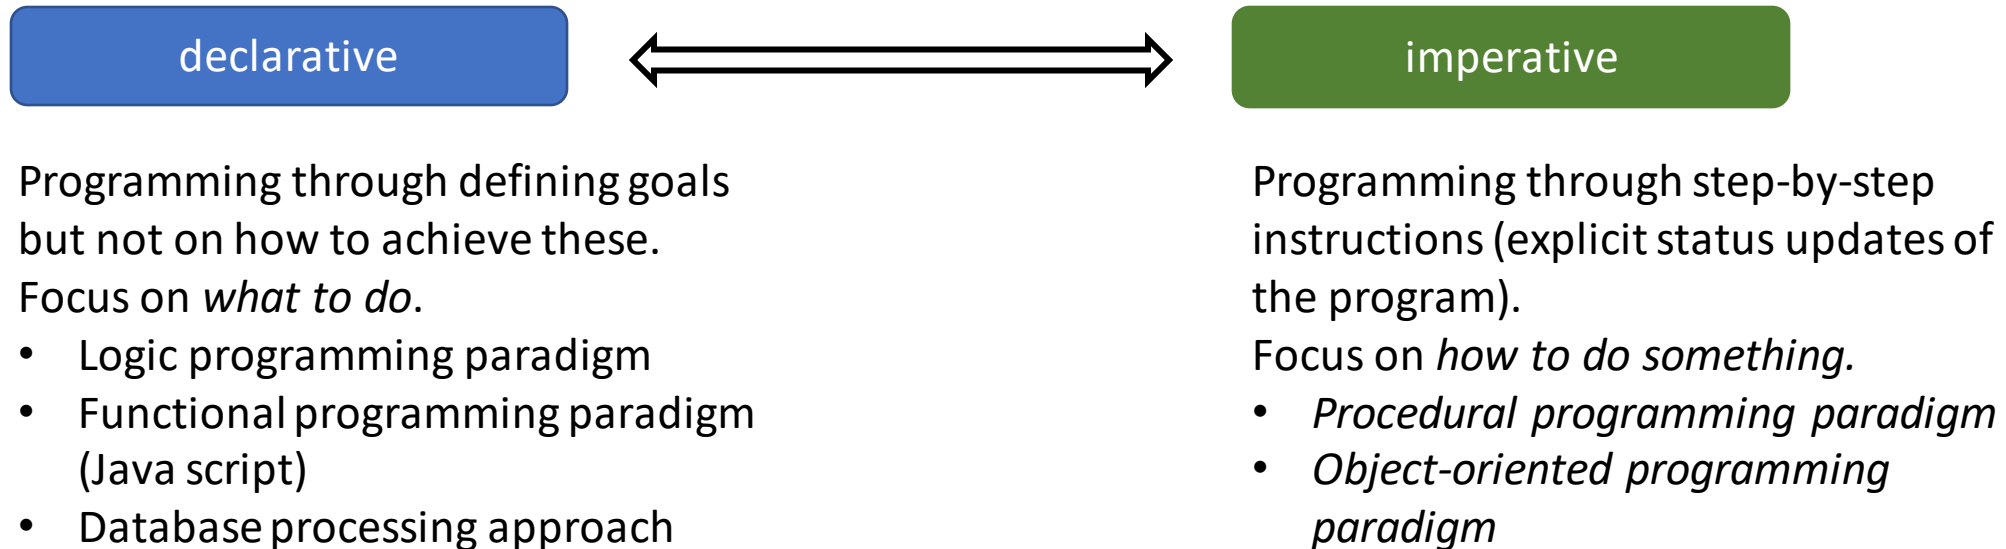 declarative
imperative
Programming through defining goals
but not on how to achieve these.
Focus on what to do.
• Logic programming paradigm
• Functional programming paradigm
(Java script)
• Database processing approach
Programming through step-by-step
instructions (explicit status updates of
the program).
Focus on how to do something.
• Procedural programming paradigm
• Object-oriented programming
paradigm